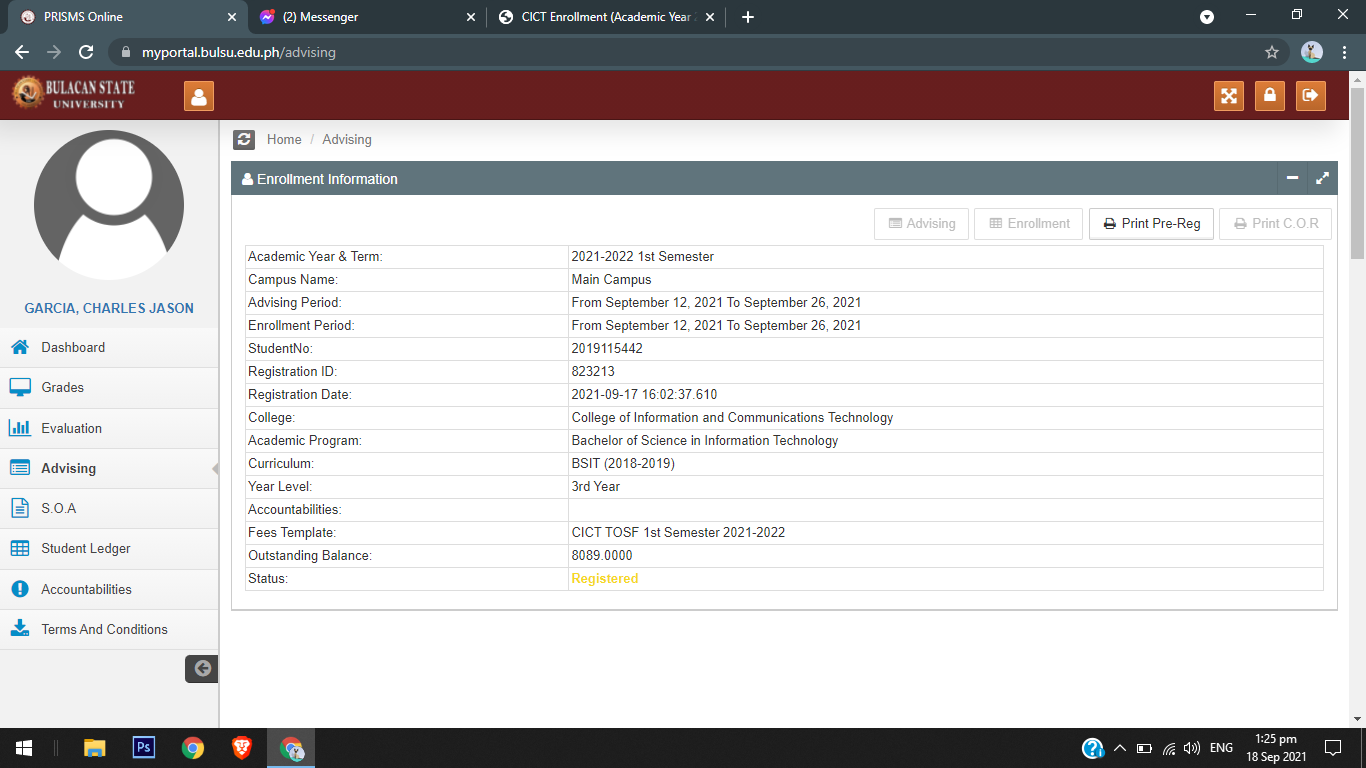 PRISMS Online
(2) Messenger
CICT Enrollment (Academic Year
myportal.bulsu.edu.ph/advising
BULACAN STATE
UNIVERSITY
Home / Advising
Enrollment Information
Advising
Enrollment
Print Pre-Reg
Print C.O.R
Academic Year & Term: 2021-2022 1st Semester
Campus Name: Main Campus
Advising Period: From September 12, 2021 To September 26, 2021
Enrollment Period: From September 12, 2021 To September 26, 2021
StudentNo: 2019115442
Registration ID: 823213
Registration Date: 2021-09-17 16:02:37.610
College: College of Information and Communications Technology
Academic Program: Bachelor of Science in Information Technology
Curriculum: BSIT (2018-2019)
Year Level: 3rd Year
Accountabilities:
Fees Template: CICT TOSF 1st Semester 2021-2022
Outstanding Balance: 8089.0000
Status: Registered
GARCIA, CHARLES JASON
Dashboard
Grades
Evaluation
Advising
S.O.A
Student Ledger
Accountabilities
Terms And Conditions
Ps
ENG
1:25 pm
18 Sep 2021